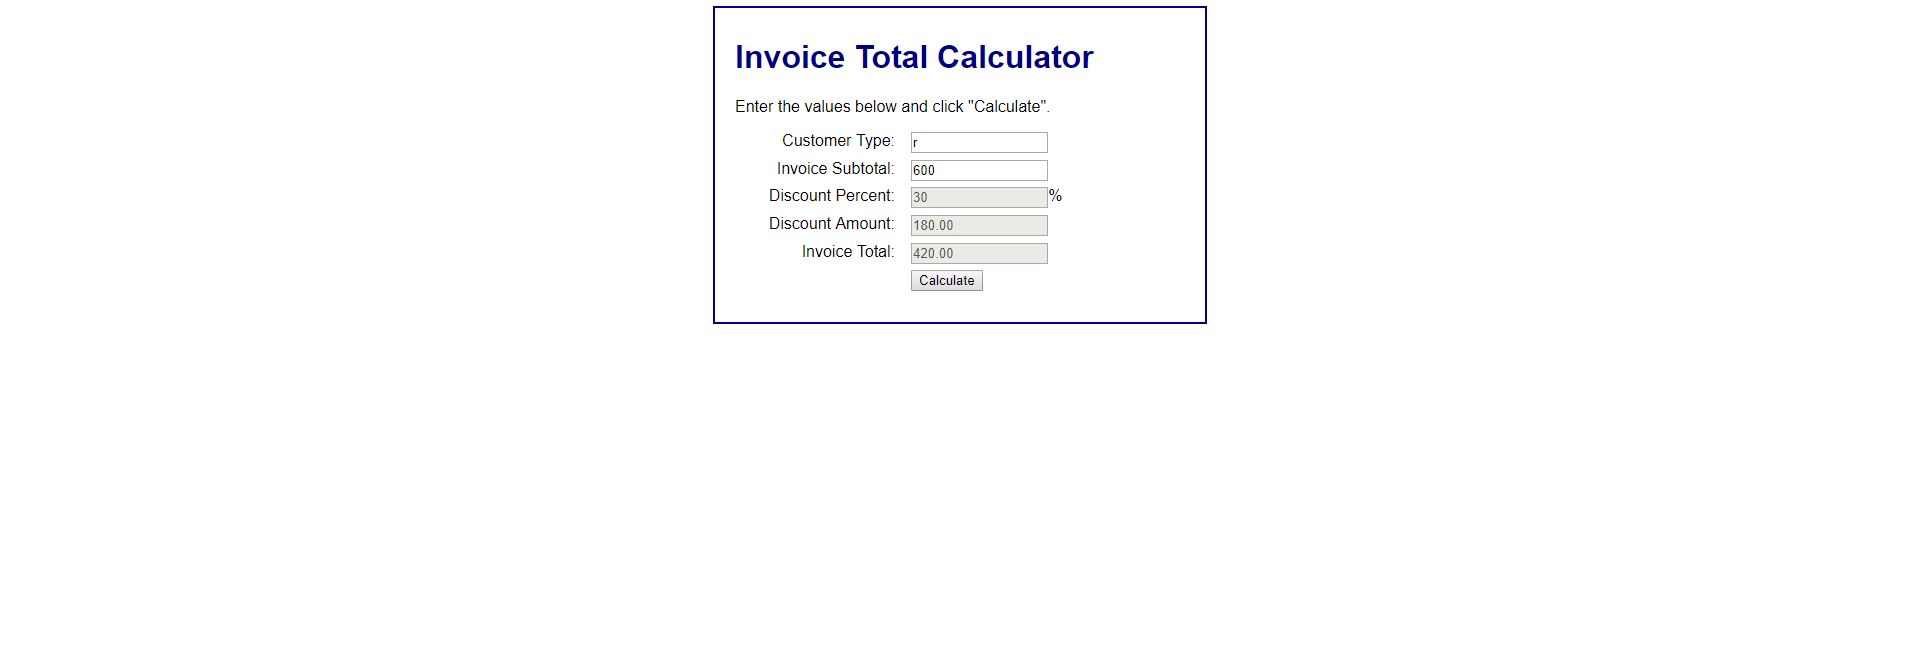 Invoice Total Calculator
Enter the values below and click "Calculate".
Customer Type: r
Invoice Subtotal: 600
Discount Percent: 30 %
Discount Amount: 180.00
Invoice Total: 420.00
Calculate